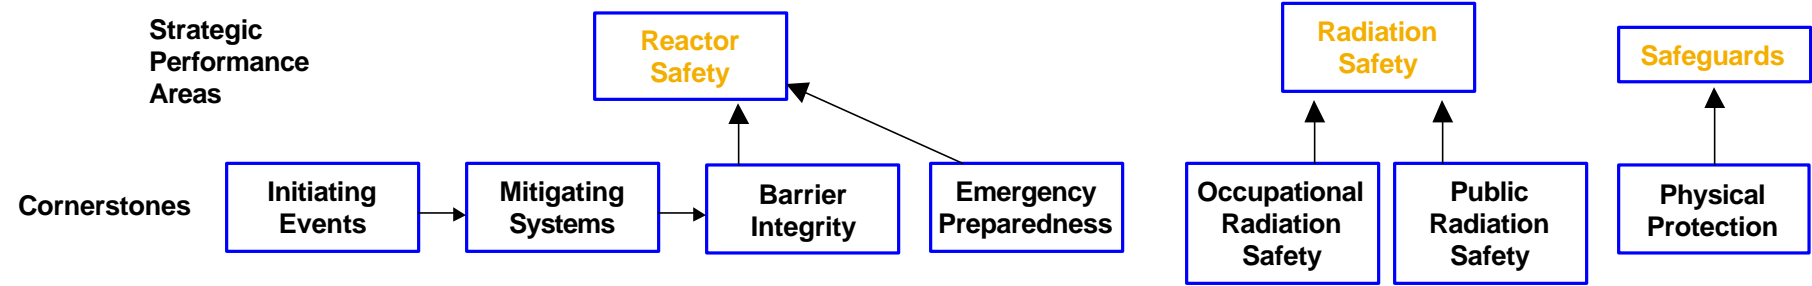 Strategic
Performance
Areas
Reactor
Safety
Radiation
Safety
Safeguards
Cornerstones
Initiating
Events
Mitigating
Systems
Barrier
Integrity
Emergency
Preparedness
Occupational
Radiation
Safety
Public
Radiation
Safety
Physical
Protection